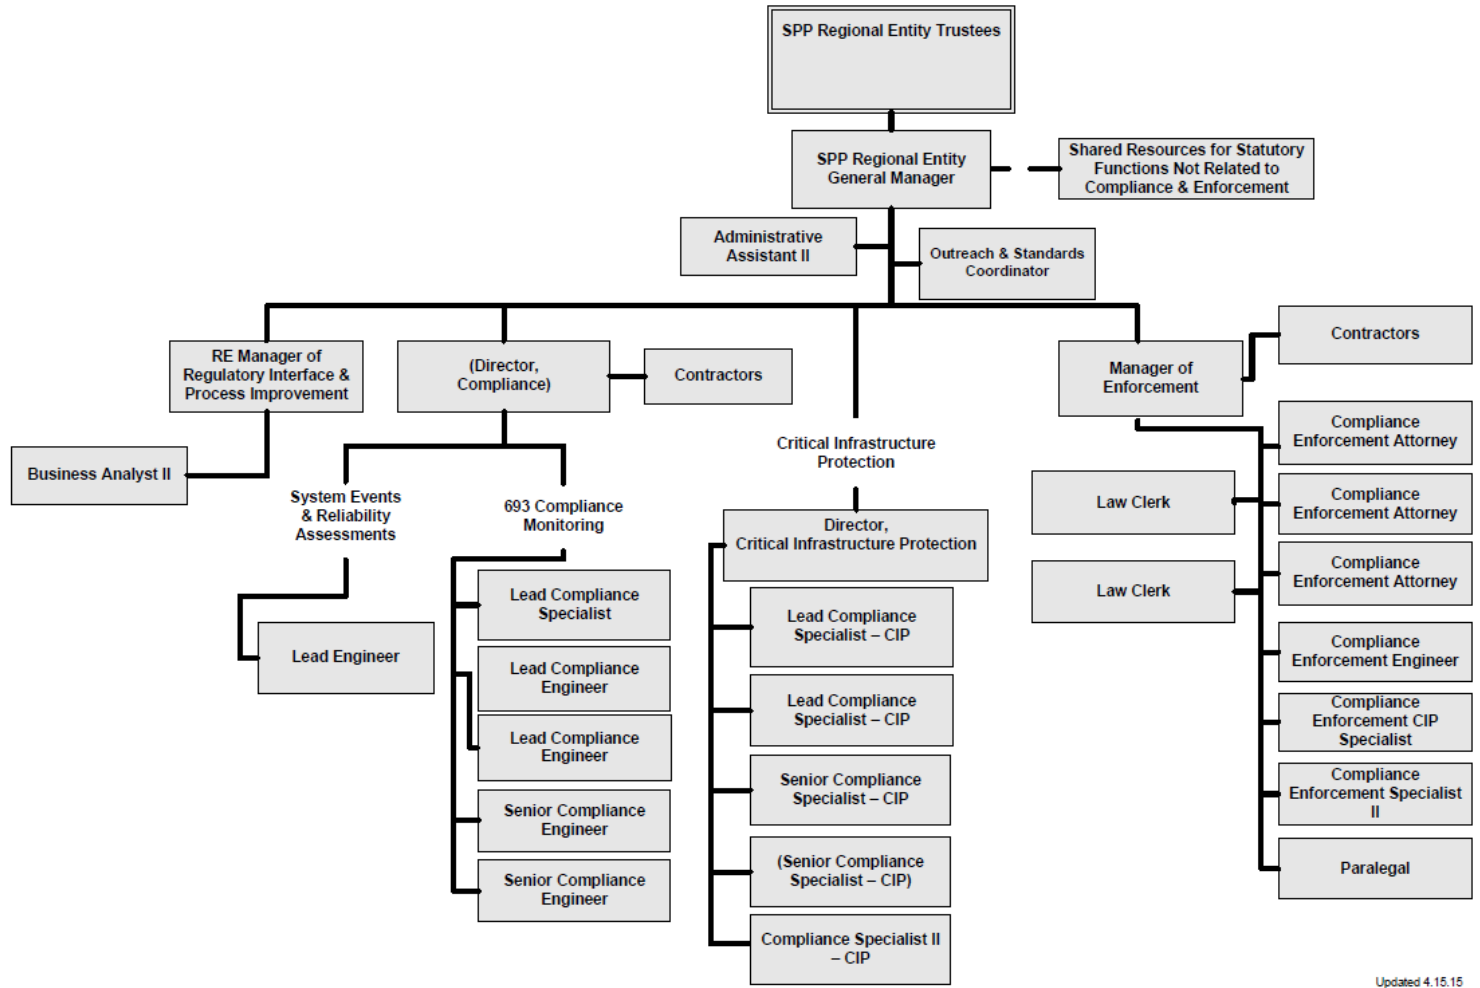 SPP Regional Entity Trustees
SPP Regional Entity
General Manager
Shared Resources for Statutory
Functions Not Related to
Compliance & Enforcement
Administrative
Assistant II
Outreach & Standards
Coordinator
RE Manager of
Regulatory Interface &
Process Improvement
(Director,
Compliance)
Contractors
Manager of
Enforcement
Contractors
Business Analyst II
System Events
& Reliability
Assessments
693 Compliance
Monitoring
Critical Infrastructure
Protection
Lead Engineer
Lead Compliance
Specialist
Lead Compliance
Engineer
Lead Compliance
Engineer
Senior Compliance
Engineer
Senior Compliance
Engineer
Director,
Critical Infrastructure Protection
Lead Compliance
Specialist – CIP
Lead Compliance
Specialist – CIP
Senior Compliance
Specialist – CIP
(Senior Compliance
Specialist – CIP)
Compliance Specialist II
– CIP
Law Clerk
Law Clerk
Compliance
Enforcement Attorney
Compliance
Enforcement Attorney
Compliance
Enforcement Attorney
Compliance
Enforcement Engineer
Compliance
Enforcement CIP
Specialist
Compliance
Enforcement Specialist
II
Paralegal
Updated 4.15.15